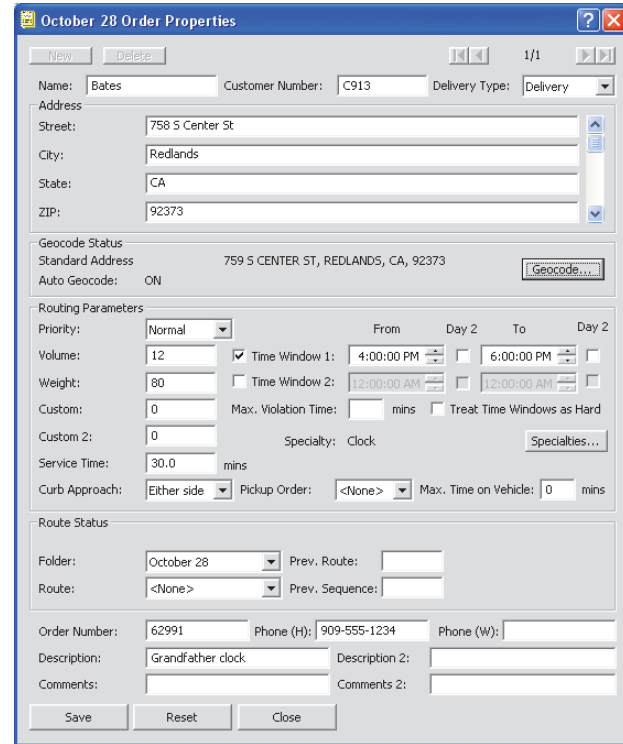 October 28 Order Properties
New Delete 1/1
Name: Bates Customer Number: C913 Delivery Type: Delivery
Address
Street: 758 S Center St
City: Redlands
State: CA
ZIP: 92373
Geocode Status
Standard Address 759 S CENTER ST, REDLANDS, CA, 92373
Auto Geocode: ON Geocode...
Routing Parameters
Priority: Normal From Day 2 To Day 2
Volume: 12 Time Window 1: 4:00:00 PM 6:00:00 PM
Weight: 80 Time Window 2: 12:00:00 AM 12:00:00 AM
Custom: 0 Max. Violation Time: mins Treat Time Windows as Hard
Custom 2: 0 Specialty: Clock Specialties...
Service Time: 30.0 mins
Curb Approach: Either side Pickup Order: <None> Max. Time on Vehicle: 0 mins
Route Status
Folder: October 28 Prev. Route:
Route: <None> Prev. Sequence:
Order Number: 62991 Phone (H): 909-555-1234 Phone (W):
Description: Grandfather clock Description 2:
Comments: Comments 2:
Save Reset Close